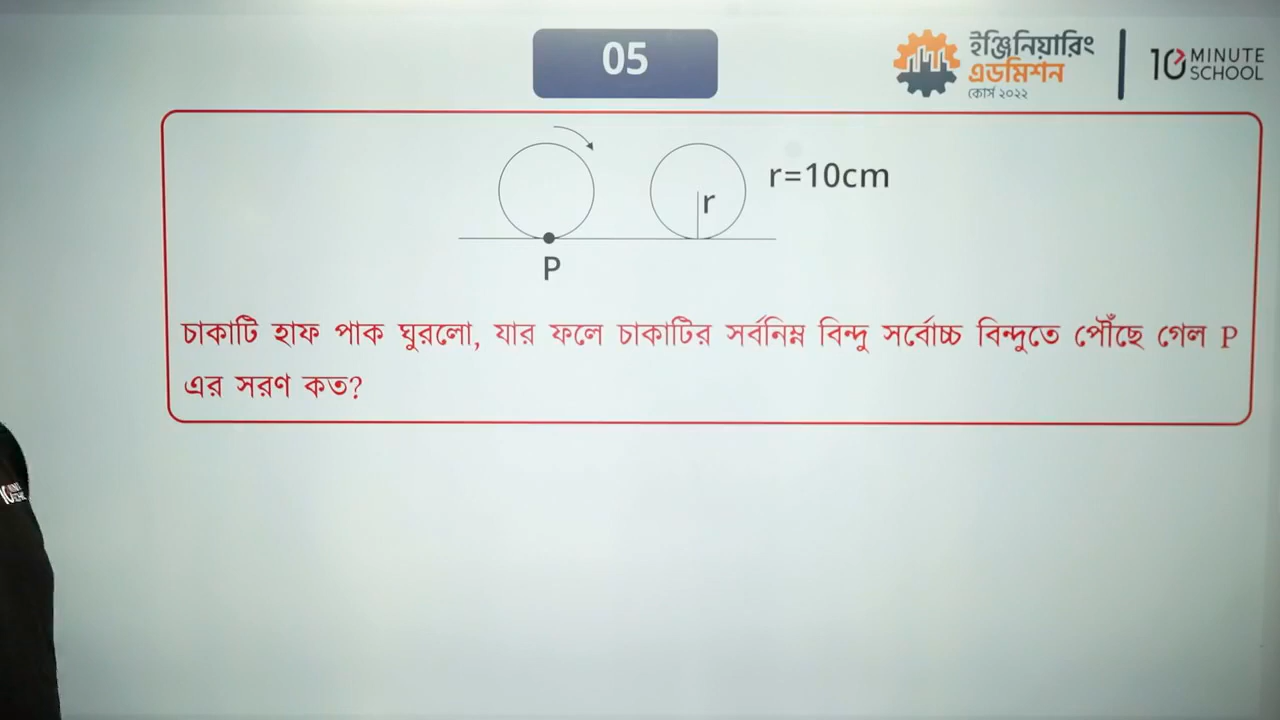 05
ইঞ্জিনিয়ারিং
এডমিশন
কোর্স ২০২২
10 MINUTE
SCHOOL
r=10cm
r
P
চাকাটি হাফ পাক ঘুরলো, যার ফলে চাকাটির সর্বনিম্ন বিন্দু সর্বোচ্চ বিন্দুতে পৌঁছে গেল P
এর সরণ কত?